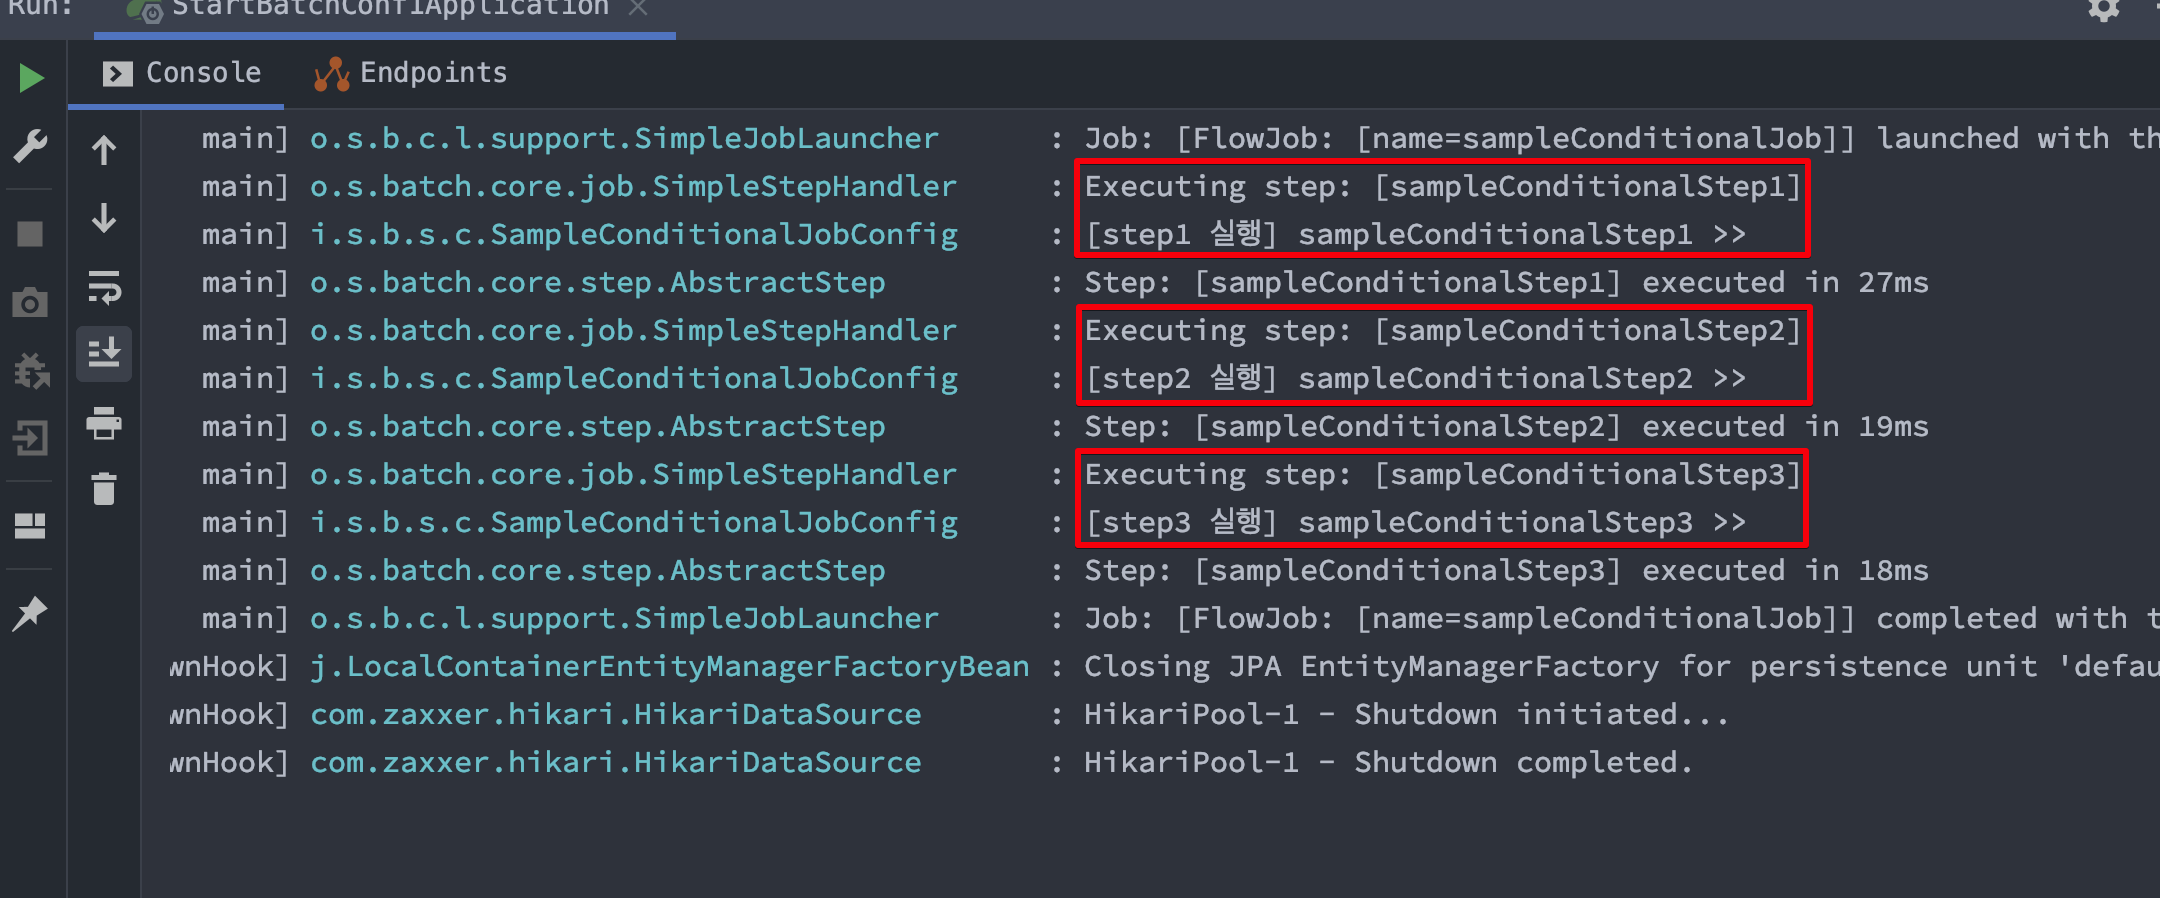 Run: StartBatchConfiApplication
Console Endpoints
main] o.s.b.c.l.support.SimpleJobLauncher : Job: [FlowJob: [name=sampleConditionalJob]] launched with th
main] o.s.batch.core.job.SimpleStepHandler : Executing step: [sampleConditionalStep1]
main] i.s.b.s.c.SampleConditionalJobConfig : [step1 실행] sampleConditionalStep1 >>
main] o.s.batch.core.step.AbstractStep : Step: [sampleConditionalStep1] executed in 27ms
main] o.s.batch.core.job.SimpleStepHandler : Executing step: [sampleConditionalStep2]
main] i.s.b.s.c.SampleConditionalJobConfig : [step2 실행] sampleConditionalStep2 >>
main] o.s.batch.core.step.AbstractStep : Step: [sampleConditionalStep2] executed in 19ms
main] o.s.batch.core.job.SimpleStepHandler : Executing step: [sampleConditionalStep3]
main] i.s.b.s.c.SampleConditionalJobConfig : [step3 실행] sampleConditionalStep3 >>
main] o.s.batch.core.step.AbstractStep : Step: [sampleConditionalStep3] executed in 18ms
main] o.s.b.c.l.support.SimpleJobLauncher : Job: [FlowJob: [name=sampleConditionalJob]] completed with t
wnHook] j.LocalContainerEntityManagerFactoryBean : Closing JPA EntityManagerFactory for persistence unit 'defau
wnHook] com.zaxxer.hikari.HikariDataSource : HikariPool-1 - Shutdown initiated...
wnHook] com.zaxxer.hikari.HikariDataSource : HikariPool-1 - Shutdown completed.